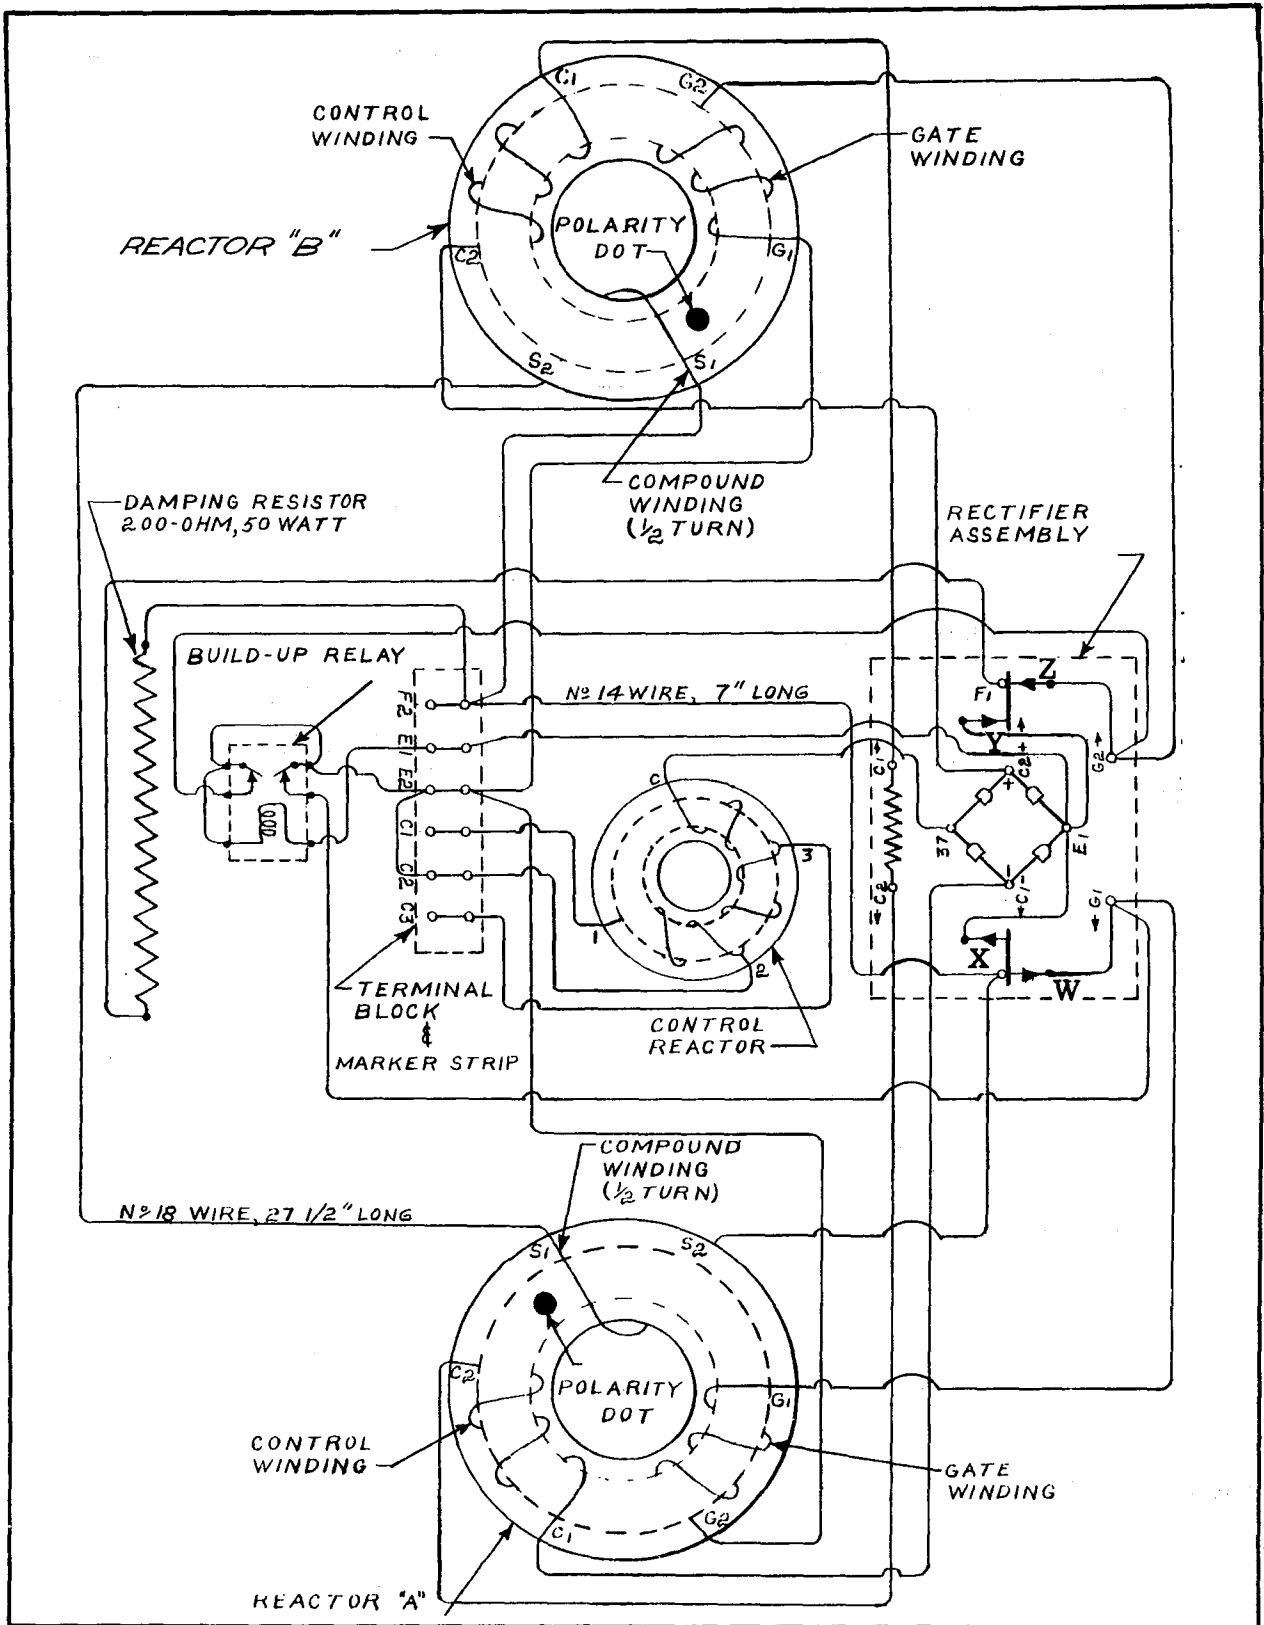 C1
G2
CONTROL
WINDING
GATE
WINDING
POLARITY
DOT
REACTOR "B"
C2
G1
S2
S1
COMPOUND
WINDING
(1/2 TURN)
DAMPING RESISTOR
200-OHM, 50 WATT
RECTIFIER
ASSEMBLY
BUILD-UP RELAY
Nº 14 WIRE, 7" LONG
F2
E1
E2
C1
C2
C3
F1
Z
Y
C2+
+
G2
C1
C
3
37
E1
C2
-
C1-
G1
1
2
X
W
TERMINAL
BLOCK
&
MARKER STRIP
CONTROL
REACTOR
COMPOUND
WINDING
(1/2 TURN)
Nº 18 WIRE, 27 1/2" LONG
S1
S2
C2
POLARITY
DOT
G1
CONTROL
WINDING
GATE
WINDING
C1
G2
REACTOR "A"